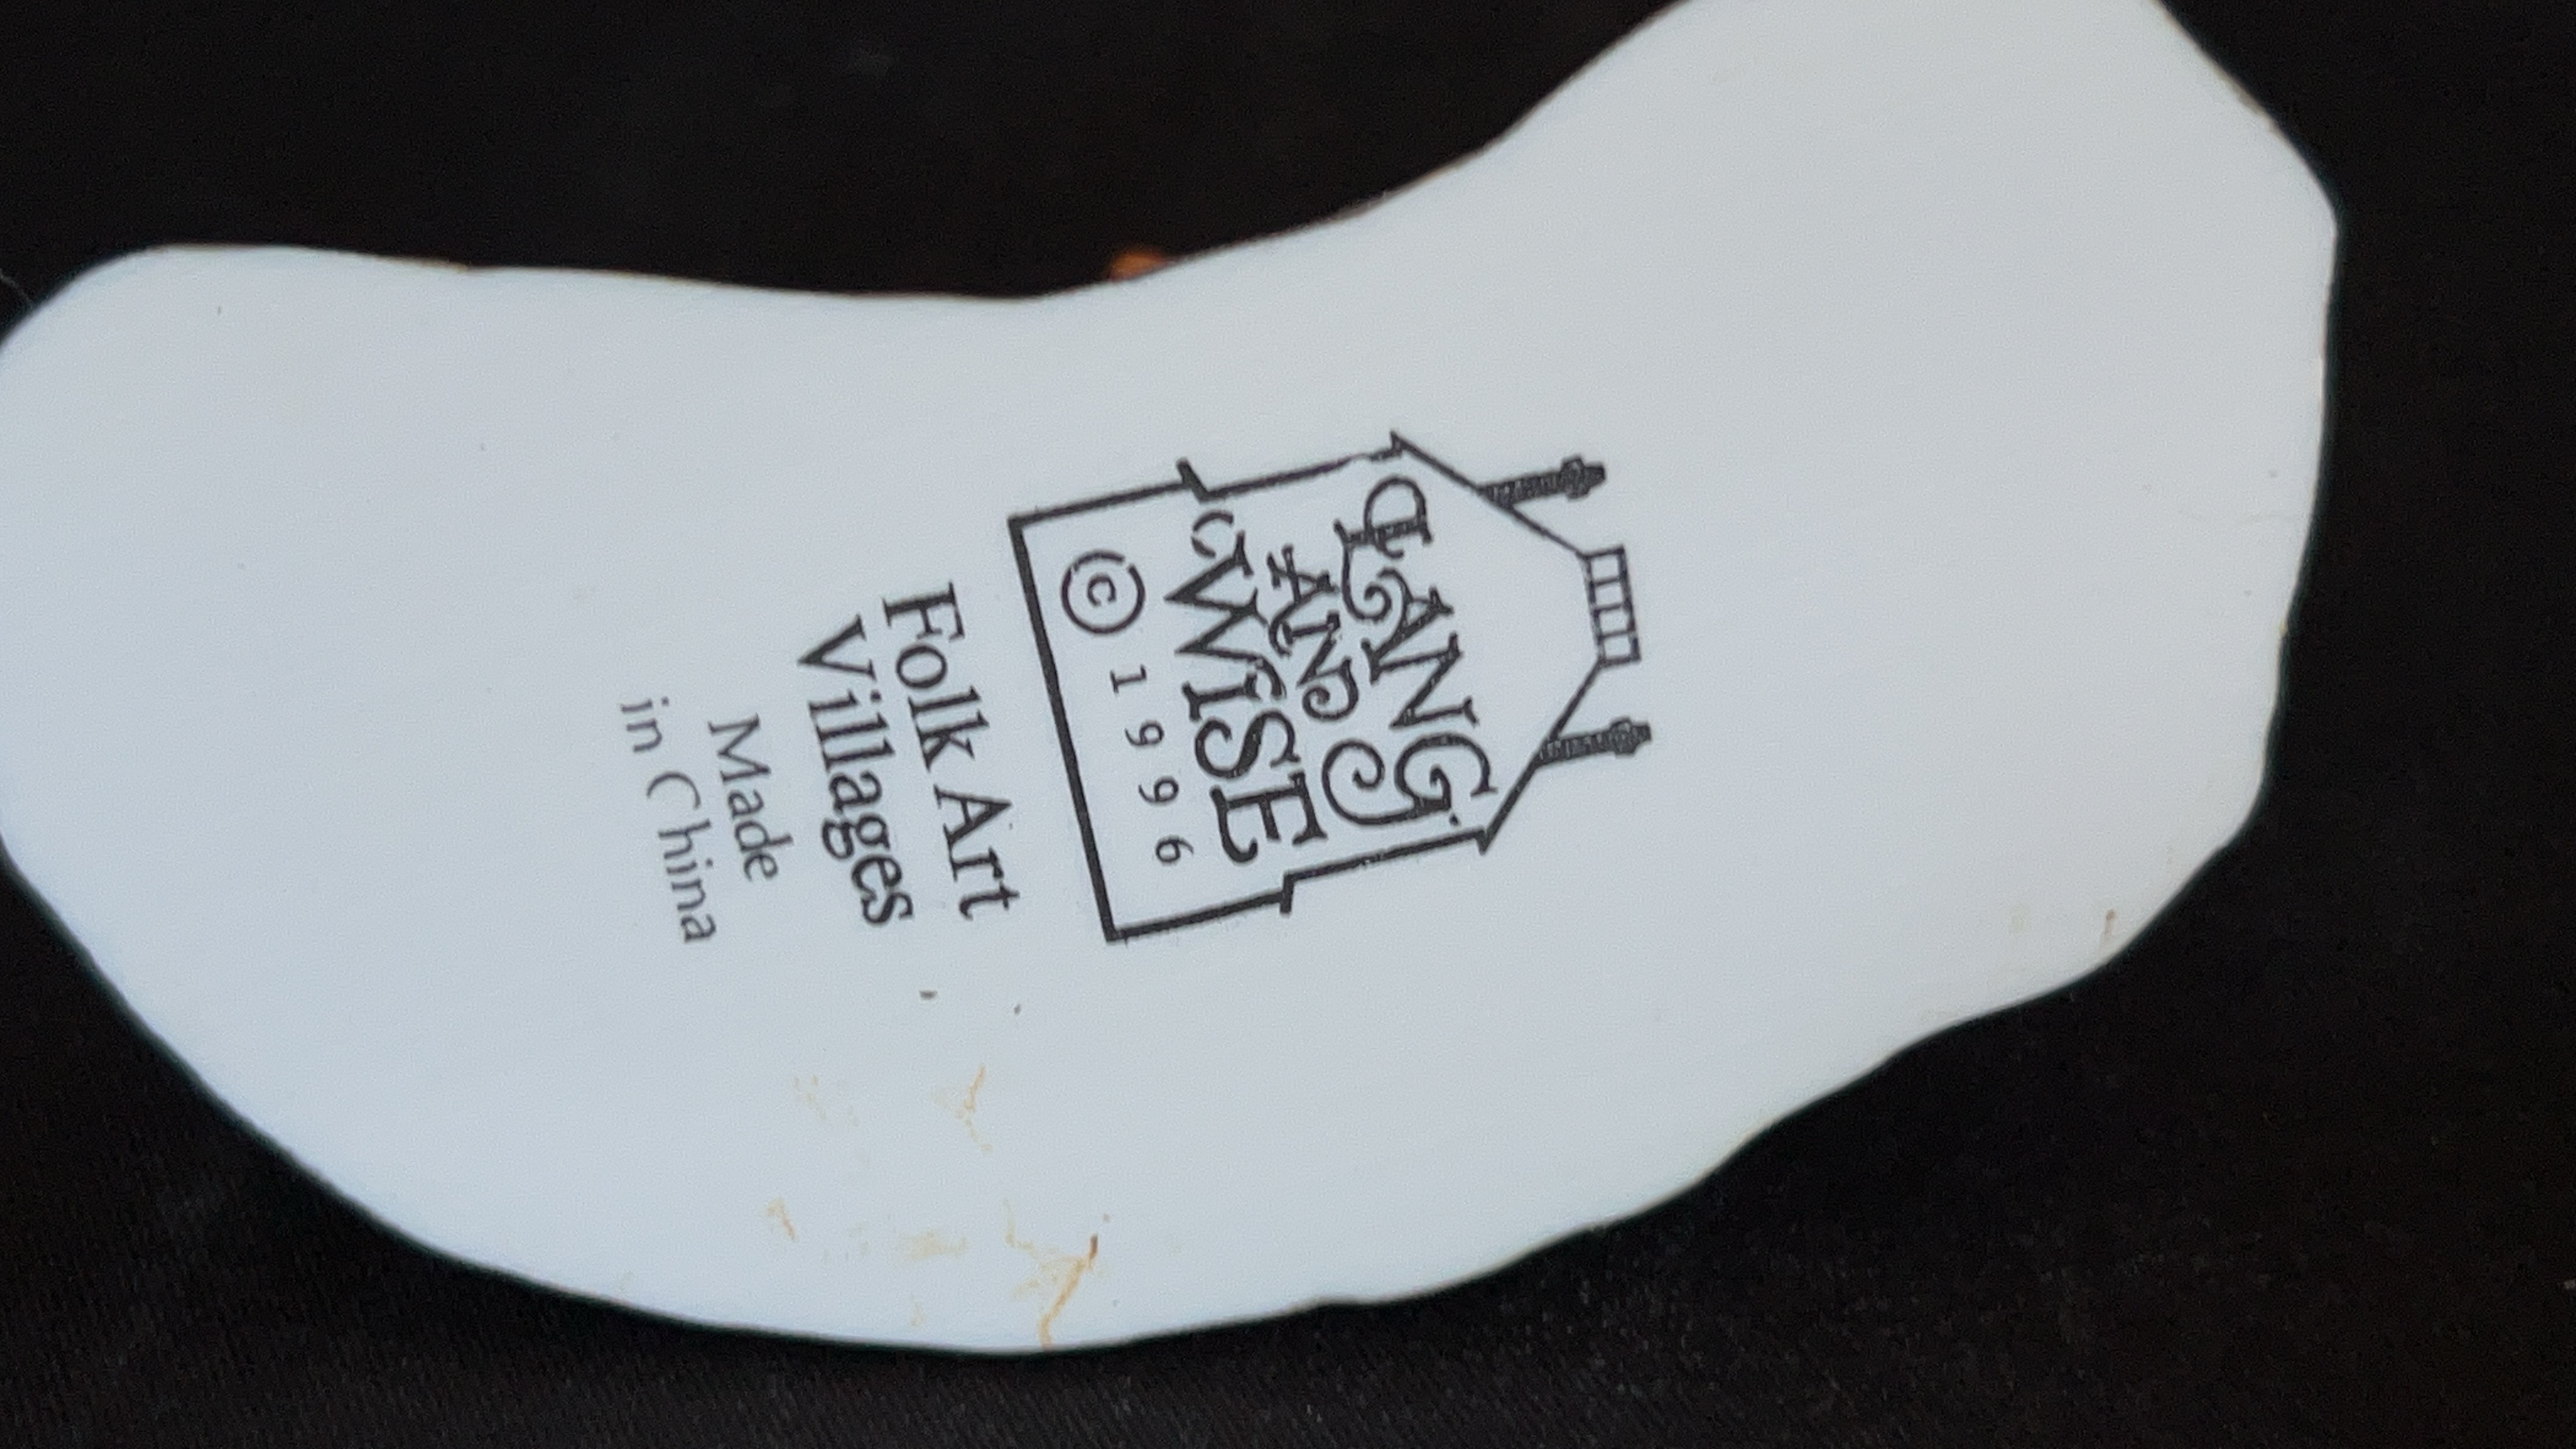 LANG
AND
WISE
© 1996
Folk Art
Villages
Made
in China